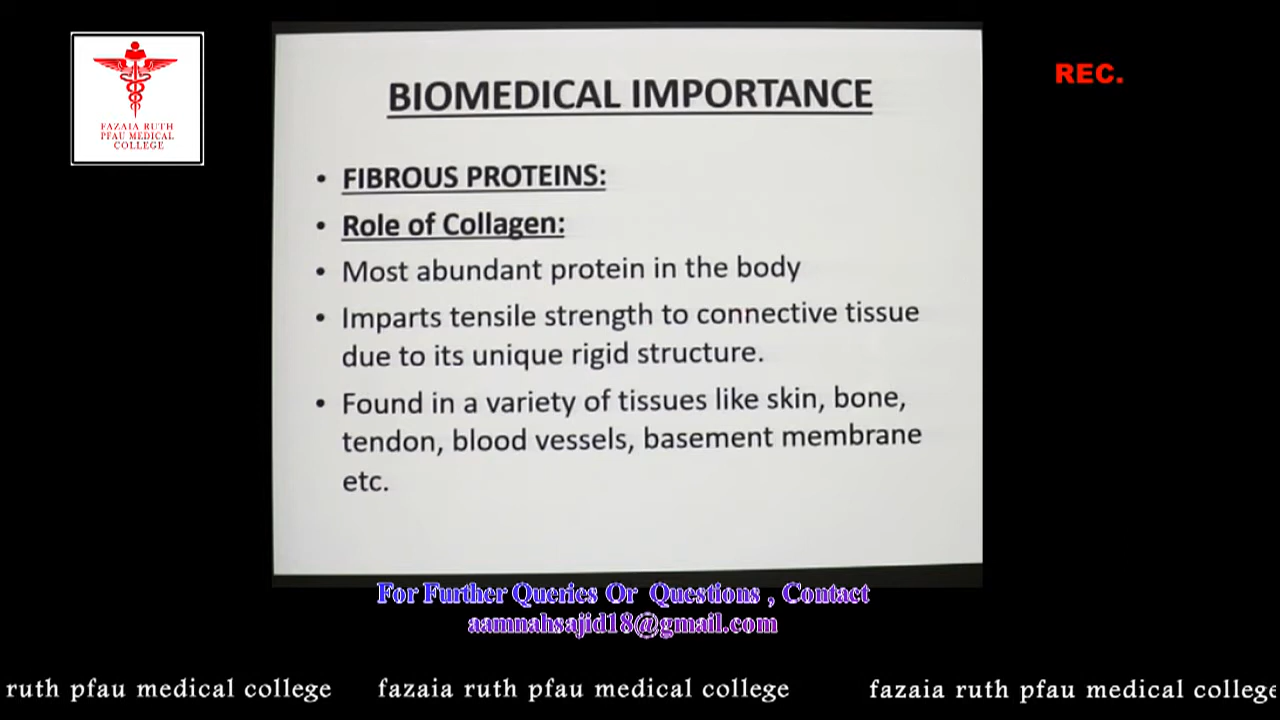 FAZAIA RUTH
PFAU MEDICAL
COLLEGE
REC.
BIOMEDICAL IMPORTANCE
• FIBROUS PROTEINS:
• Role of Collagen:
• Most abundant protein in the body
• Imparts tensile strength to connective tissue
due to its unique rigid structure.
• Found in a variety of tissues like skin, bone,
tendon, blood vessels, basement membrane
etc.
For Further Queries Or Questions , Contact
aamnahsajid18@gmail.com
ruth pfau medical college fazaia ruth pfau medical college fazaia ruth pfau medical college